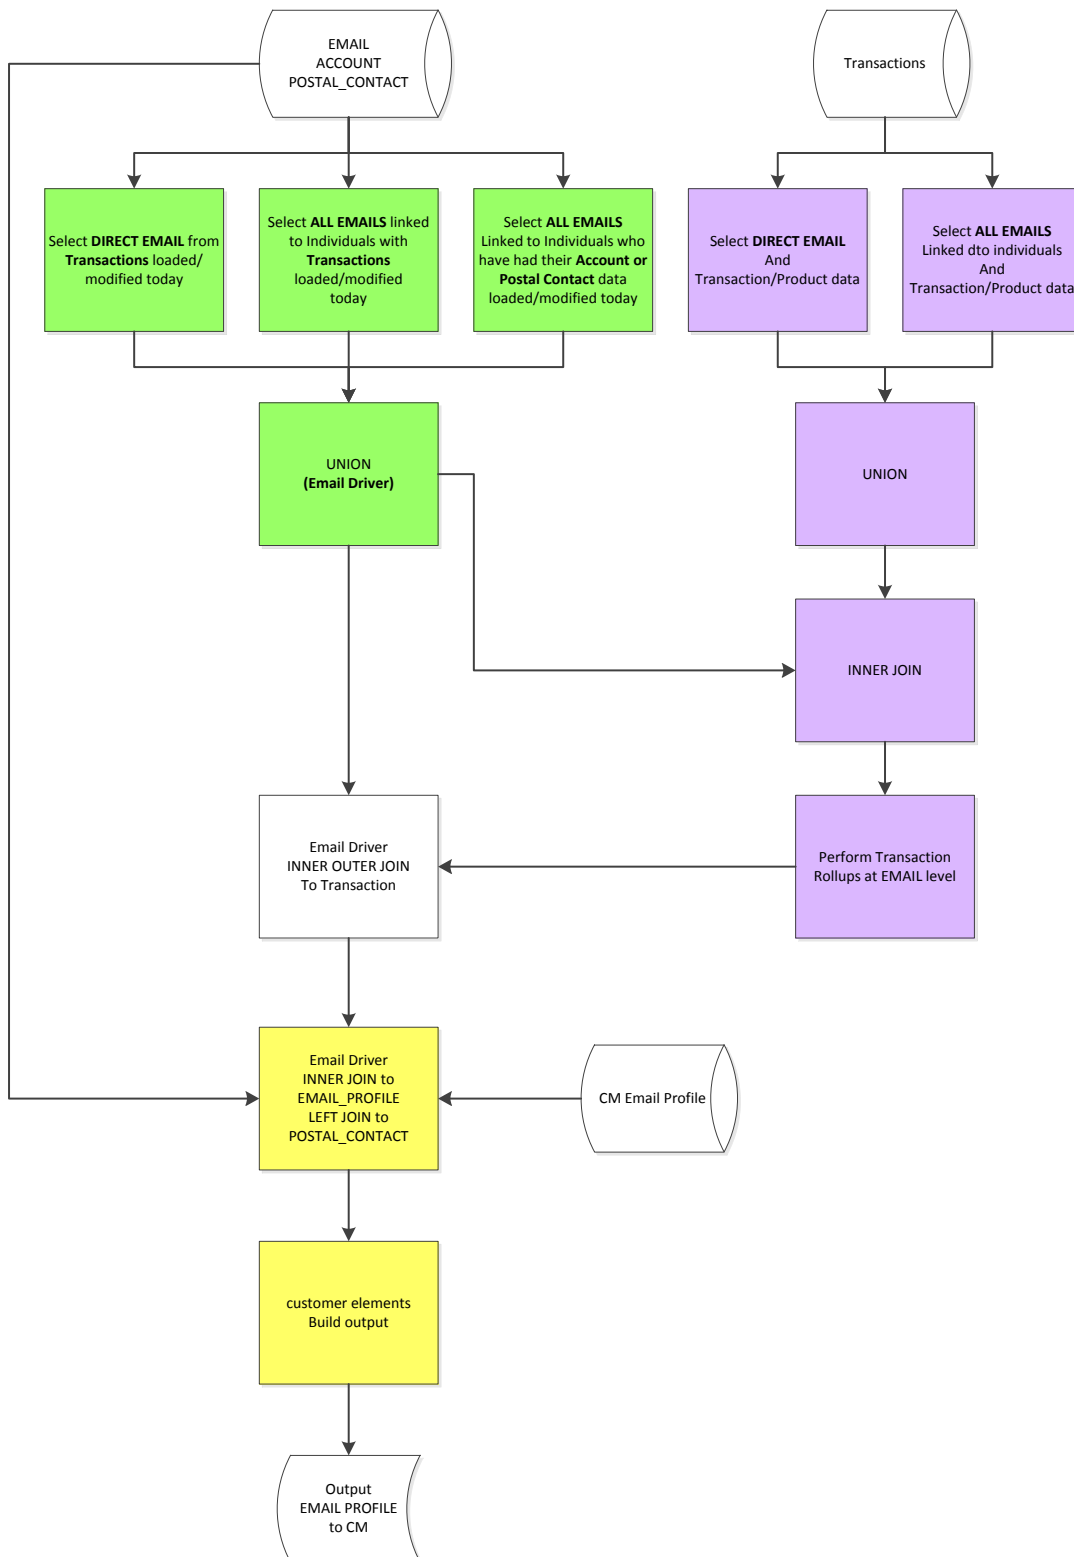 EMAIL
ACCOUNT
POSTAL_CONTACT
Transactions
Select DIRECT EMAIL from
Transactions loaded/
modified today
Select ALL EMAILS linked
to Individuals with
Transactions
loaded/modified
today
Select ALL EMAILS
Linked to Individuals who
have had their Account or
Postal Contact data
loaded/modified today
Select DIRECT EMAIL
And
Transaction/Product data
Select ALL EMAILS
Linked dto individuals
And
Transaction/Product data
UNION
(Email Driver)
UNION
INNER JOIN
Email Driver
INNER OUTER JOIN
To Transaction
Perform Transaction
Rollups at EMAIL level
Email Driver
INNER JOIN to
EMAIL_PROFILE
LEFT JOIN to
POSTAL_CONTACT
CM Email Profile
customer elements
Build output
Output
EMAIL PROFILE
to CM